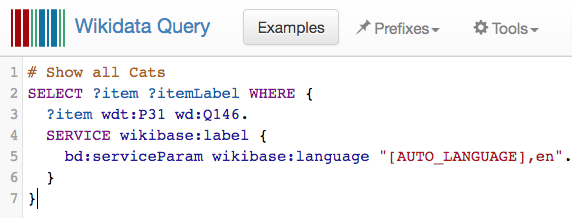 Wikidata Query Examples Prefixes Tools
1 # Show all Cats
2 SELECT ?item ?itemLabel WHERE {
3   ?item wdt:P31 wd:Q146.
4   SERVICE wikibase:label {
5     bd:serviceParam wikibase:language "[AUTO_LANGUAGE],en".
6   }
7 }